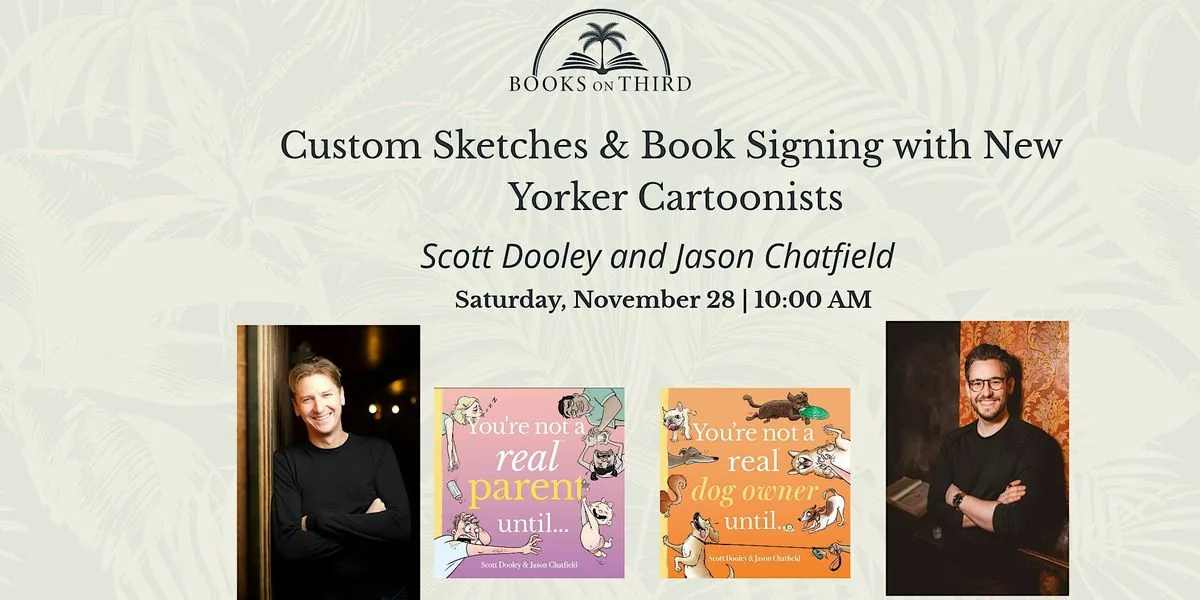 BOOKS ON THIRD
Custom Sketches & Book Signing with New
Yorker Cartoonists
Scott Dooley and Jason Chatfield
Saturday, November 28 | 10:00 AM
You're not a
real
parent
until...
Scott Dooley & Jason Chatfield
You're not a
real
dog owner
until...
Scott Dooley & Jason Chatfield